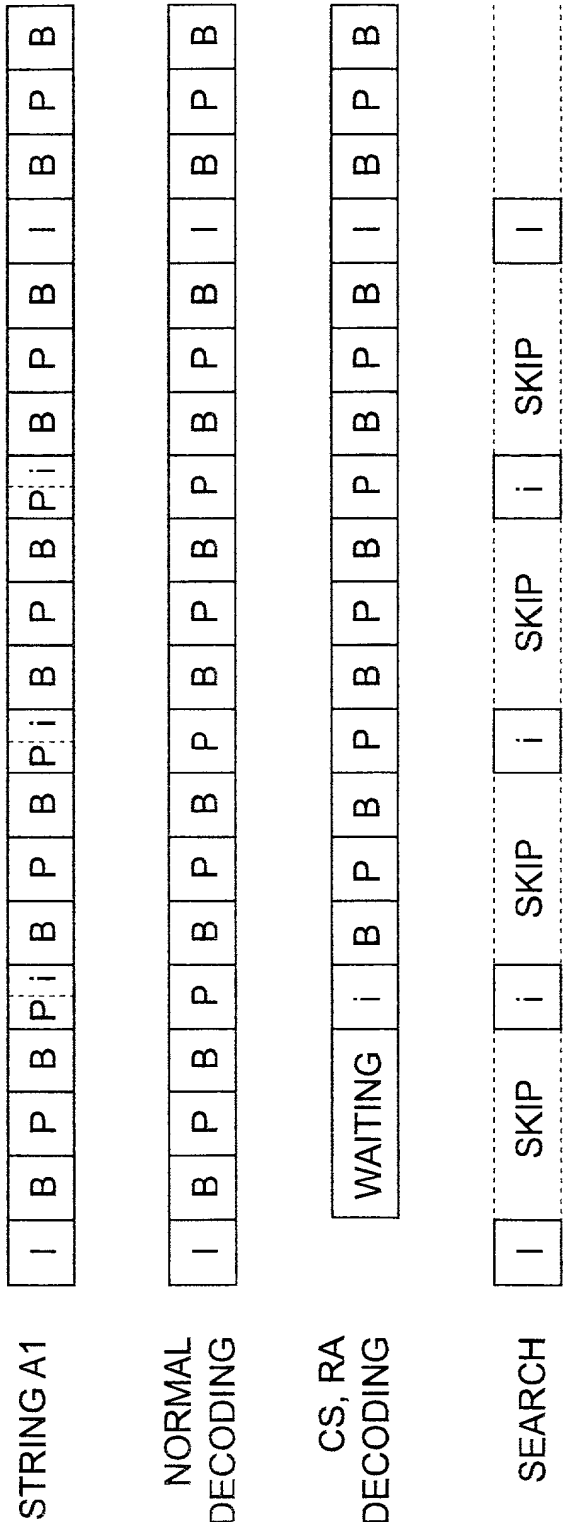 STRING A1
I B P B P i B P B P i B P B P i B P B I B P B
NORMAL
DECODING
I B P B P B P B P B P B P B P B I B P B
CS, RA
DECODING
WAITING i B P B P B P B P B P B I B P B
SEARCH
I SKIP i SKIP i SKIP i SKIP I